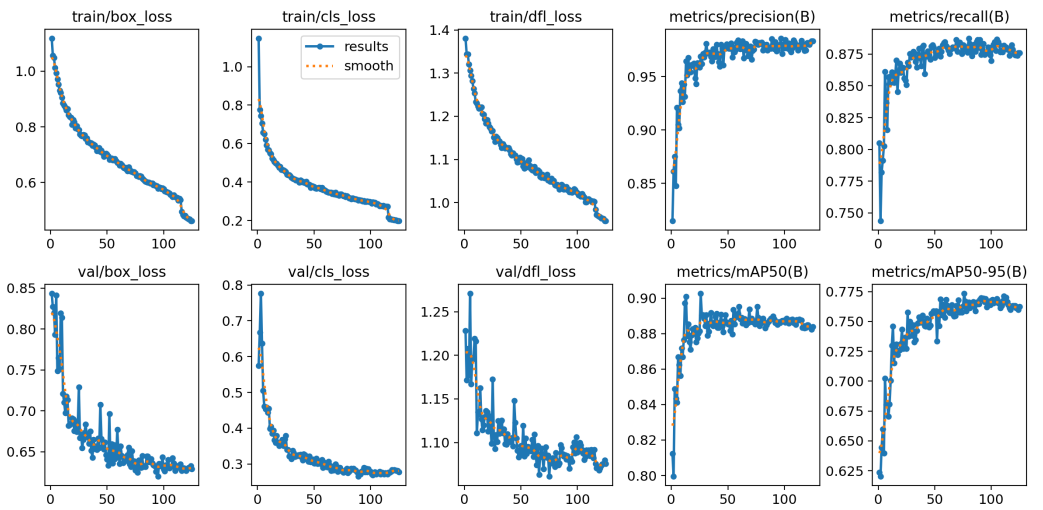 train/box_loss
train/cls_loss
train/dfl_loss
metrics/precision(B)
metrics/recall(B)
1.0
0.8
0.6
0 50 100
results
smooth
1.0
0.8
0.6
0.4
0.2
0 50 100
1.4
1.3
1.2
1.1
1.0
0 50 100
0.95
0.90
0.85
0 50 100
0.875
0.850
0.825
0.800
0.775
0.750
0 50 100
val/box_loss
val/cls_loss
val/dfl_loss
metrics/mAP50(B)
metrics/mAP50-95(B)
0.85
0.80
0.75
0.70
0.65
0 50 100
0.8
0.7
0.6
0.5
0.4
0.3
0 50 100
1.25
1.20
1.15
1.10
0 50 100
0.90
0.88
0.86
0.84
0.82
0.80
0 50 100
0.775
0.750
0.725
0.700
0.675
0.650
0.625
0 50 100